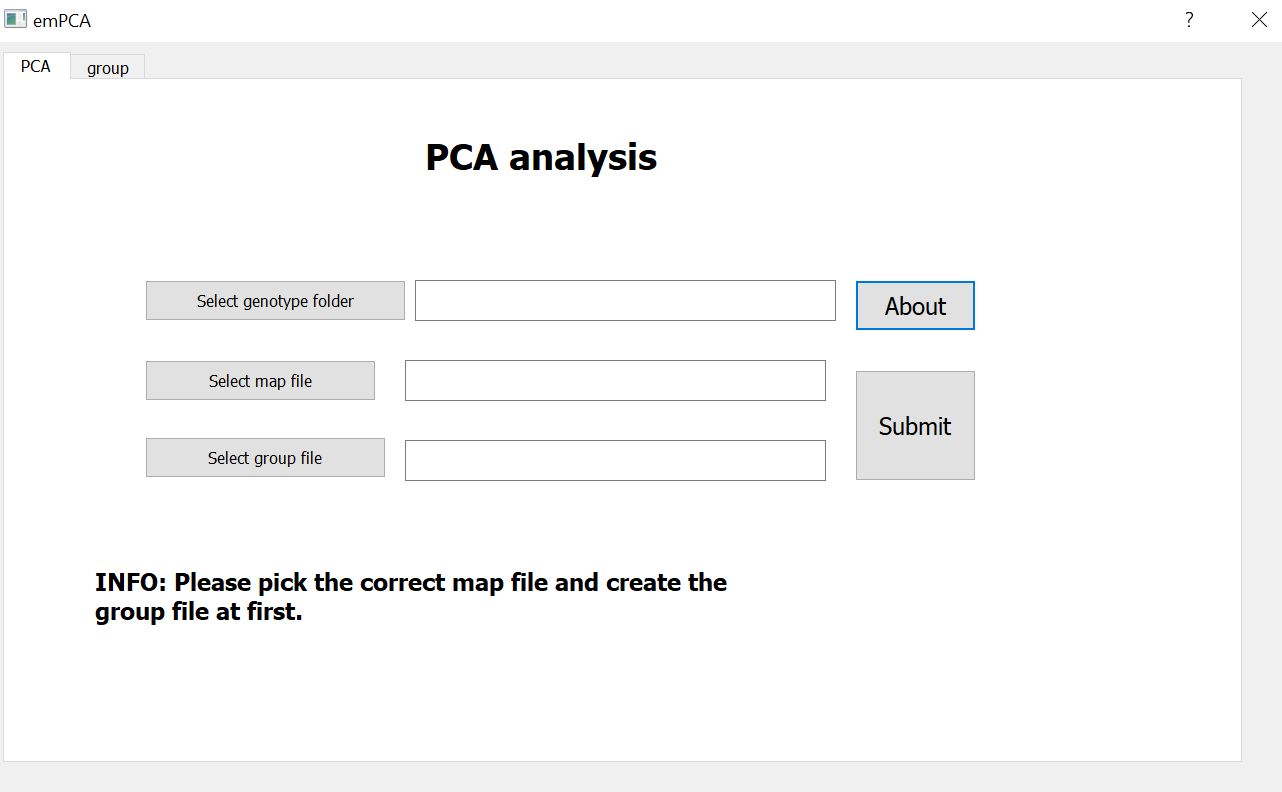 emPCA
?
PCA
group
PCA analysis
Select genotype folder
About
Select map file
Submit
Select group file
INFO: Please pick the correct map file and create the
group file at first.